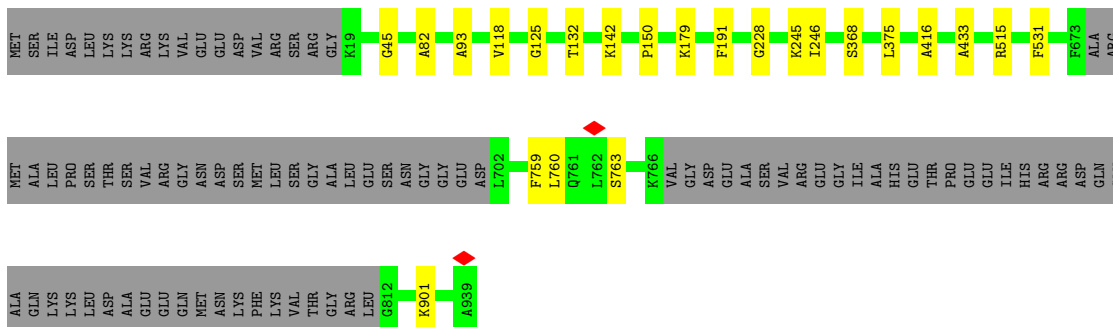 MET SER ILE ASP LEU LYS LYS ARG LYS VAL GLU GLU ASP VAL ARG SER ARG GLY K19 G45 A82 A93 V118 G125 T132 K142 P150 K179 F191 G228 K245 I246 S368 L375 A416 A433 R515 F531 F673 ALA ARG
MET ALA LEU PRO SER THR SER VAL ARG GLY ASN ASP SER MET LEU SER GLY ALA LEU GLU SER ASN GLY GLY GLU ASP L702 F759 L760 Q761 L762 S763 K766 VAL GLY ASP GLU ALA SER VAL ARG GLU GLY ILE ALA HIS GLU THR PRO GLU GLU ILE HIS ARG ARG ASP GLN
ALA GLN LYS LYS LEU ASP ALA GLU GLU GLN MET ASN LYS PHE LYS VAL THR GLY ARG LEU G812 K901 A939